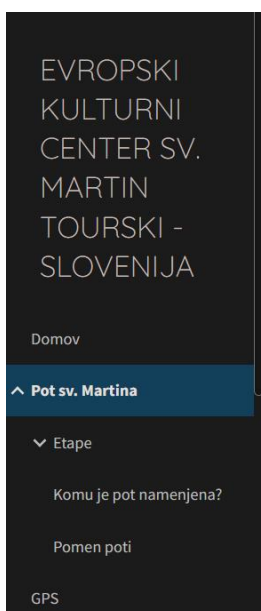 EVROPSKI
KULTURNI
CENTER SV.
MARTIN
TOURSKI -
SLOVENIJA
Domov
Pot sv. Martina
Etape
Komu je pot namenjena?
Pomen poti
GPS